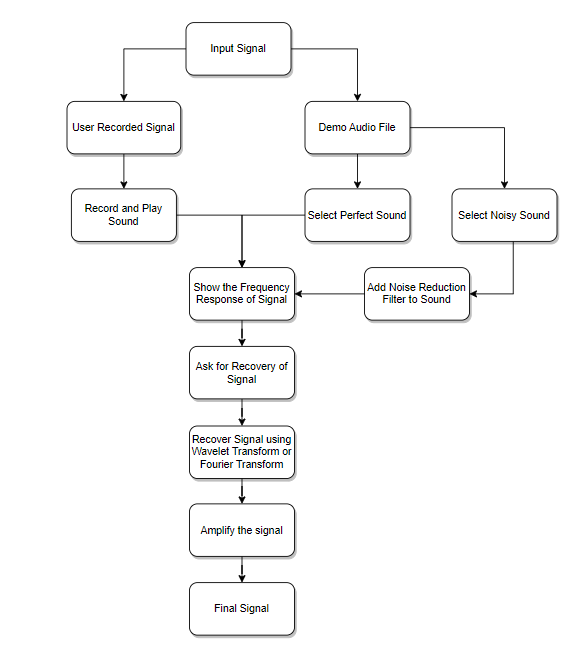 Input Signal
User Recorded Signal
Demo Audio File
Record and Play
Sound
Select Perfect Sound
Select Noisy Sound
Show the Frequency
Response of Signal
Add Noise Reduction
Filter to Sound
Ask for Recovery of
Signal
Recover Signal using
Wavelet Transform or
Fourier Transform
Amplify the signal
Final Signal